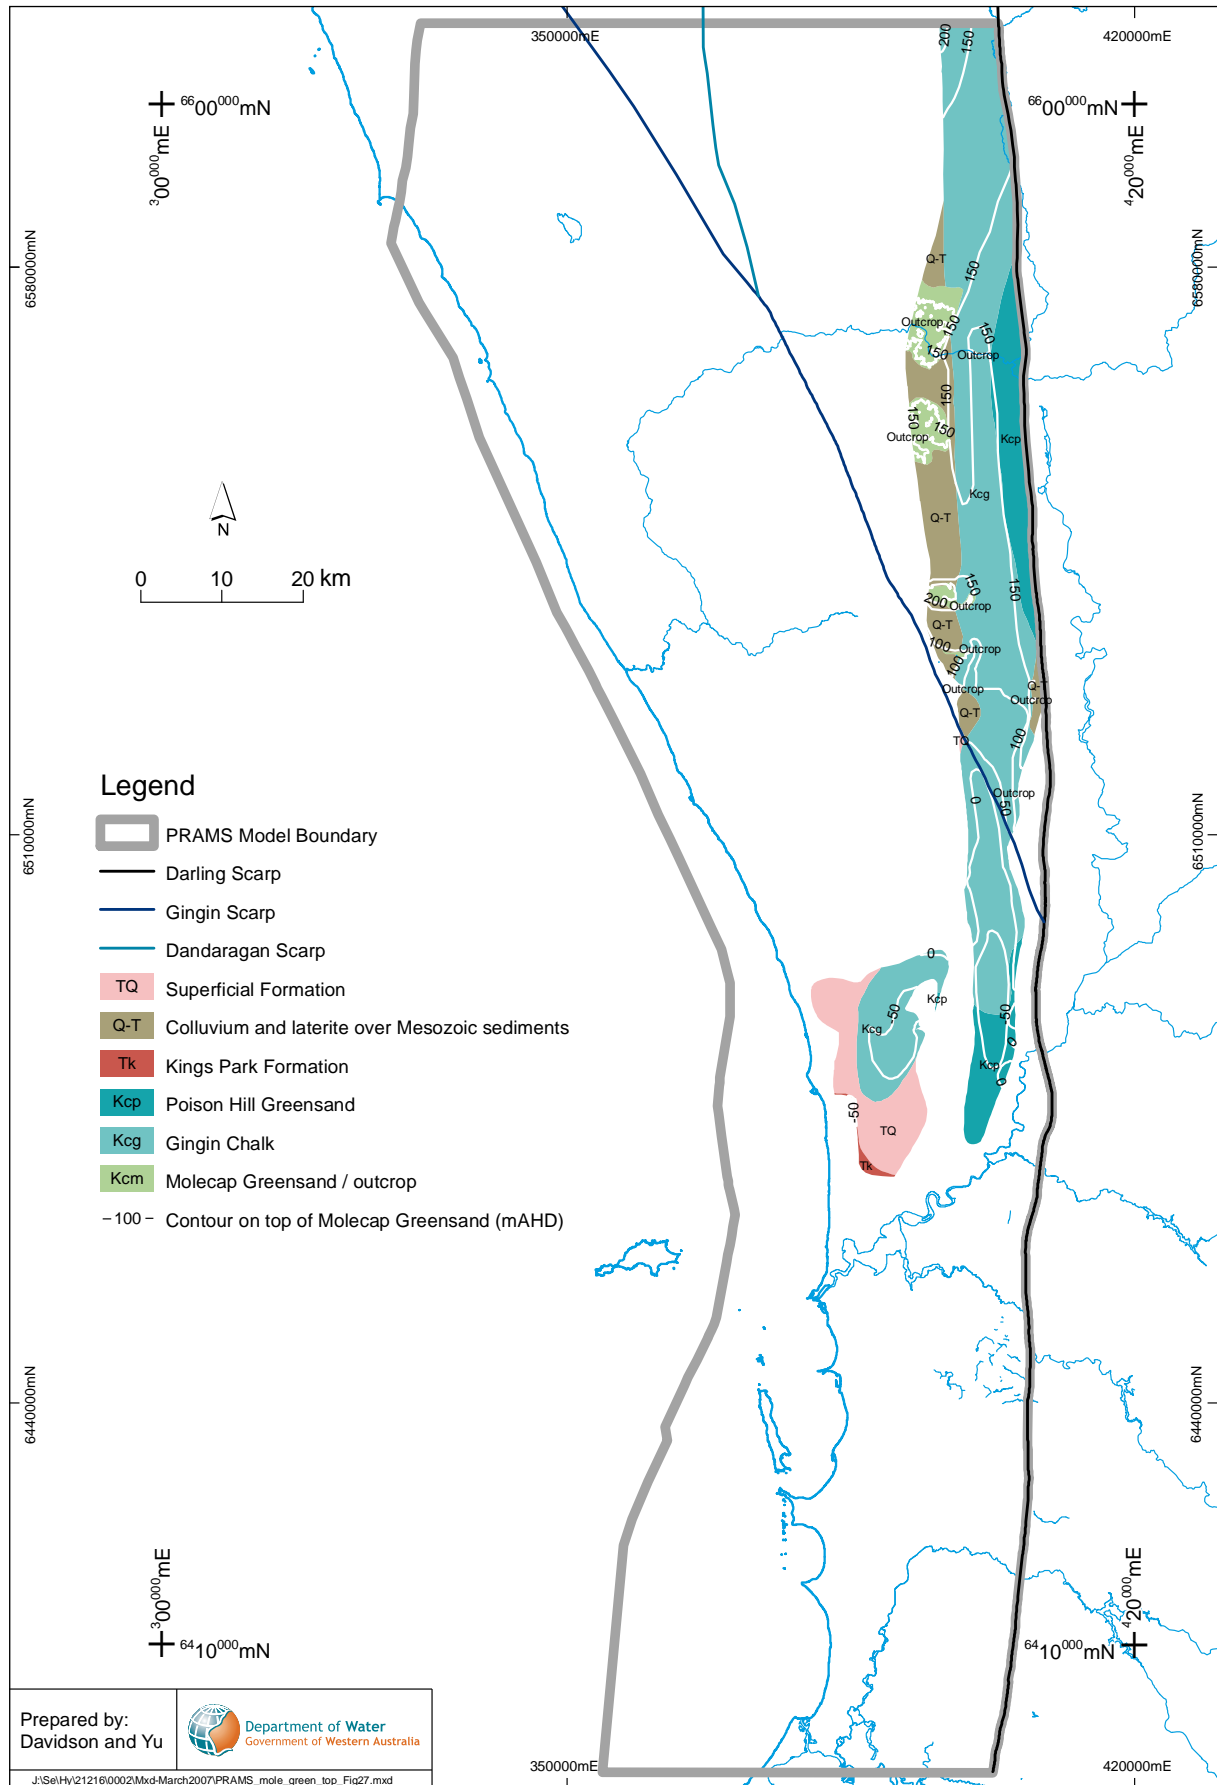 350000mE
420000mE
6600000mN
6600000mN
300000mE
420000mE
200
150
6580000mN
6580000mN
Q-T
150
Outcrop
150
150
150
Outcrop
150
150
150
Outcrop
Kcp
Kcg
Q-T
N
0 10 20 km
150
150
200
Outcrop
Q-T
100
Outcrop
100
Outcrop
Q-T
Outcrop
Q-T
TQ
100
Outcrop
0
50
6510000mN
6510000mN
Legend
PRAMS Model Boundary
Darling Scarp
Gingin Scarp
Dandaragan Scarp
TQ Superficial Formation
Q-T Colluvium and laterite over Mesozoic sediments
Tk Kings Park Formation
Kcp Poison Hill Greensand
Kcg Gingin Chalk
Kcm Molecap Greensand / outcrop
–100– Contour on top of Molecap Greensand (mAHD)
0
Kcp
-50
Kcg
-50
0
Kcp
0
-50
TQ
Tk
6440000mN
6440000mN
300000mE
420000mE
6410000mN
6410000mN
350000mE
420000mE
Prepared by:
Davidson and Yu
Department of Water
Government of Western Australia
J:\Se\Hy\21216\0002\Mxd-March2007\PRAMS_mole_green_top_Fig27.mxd